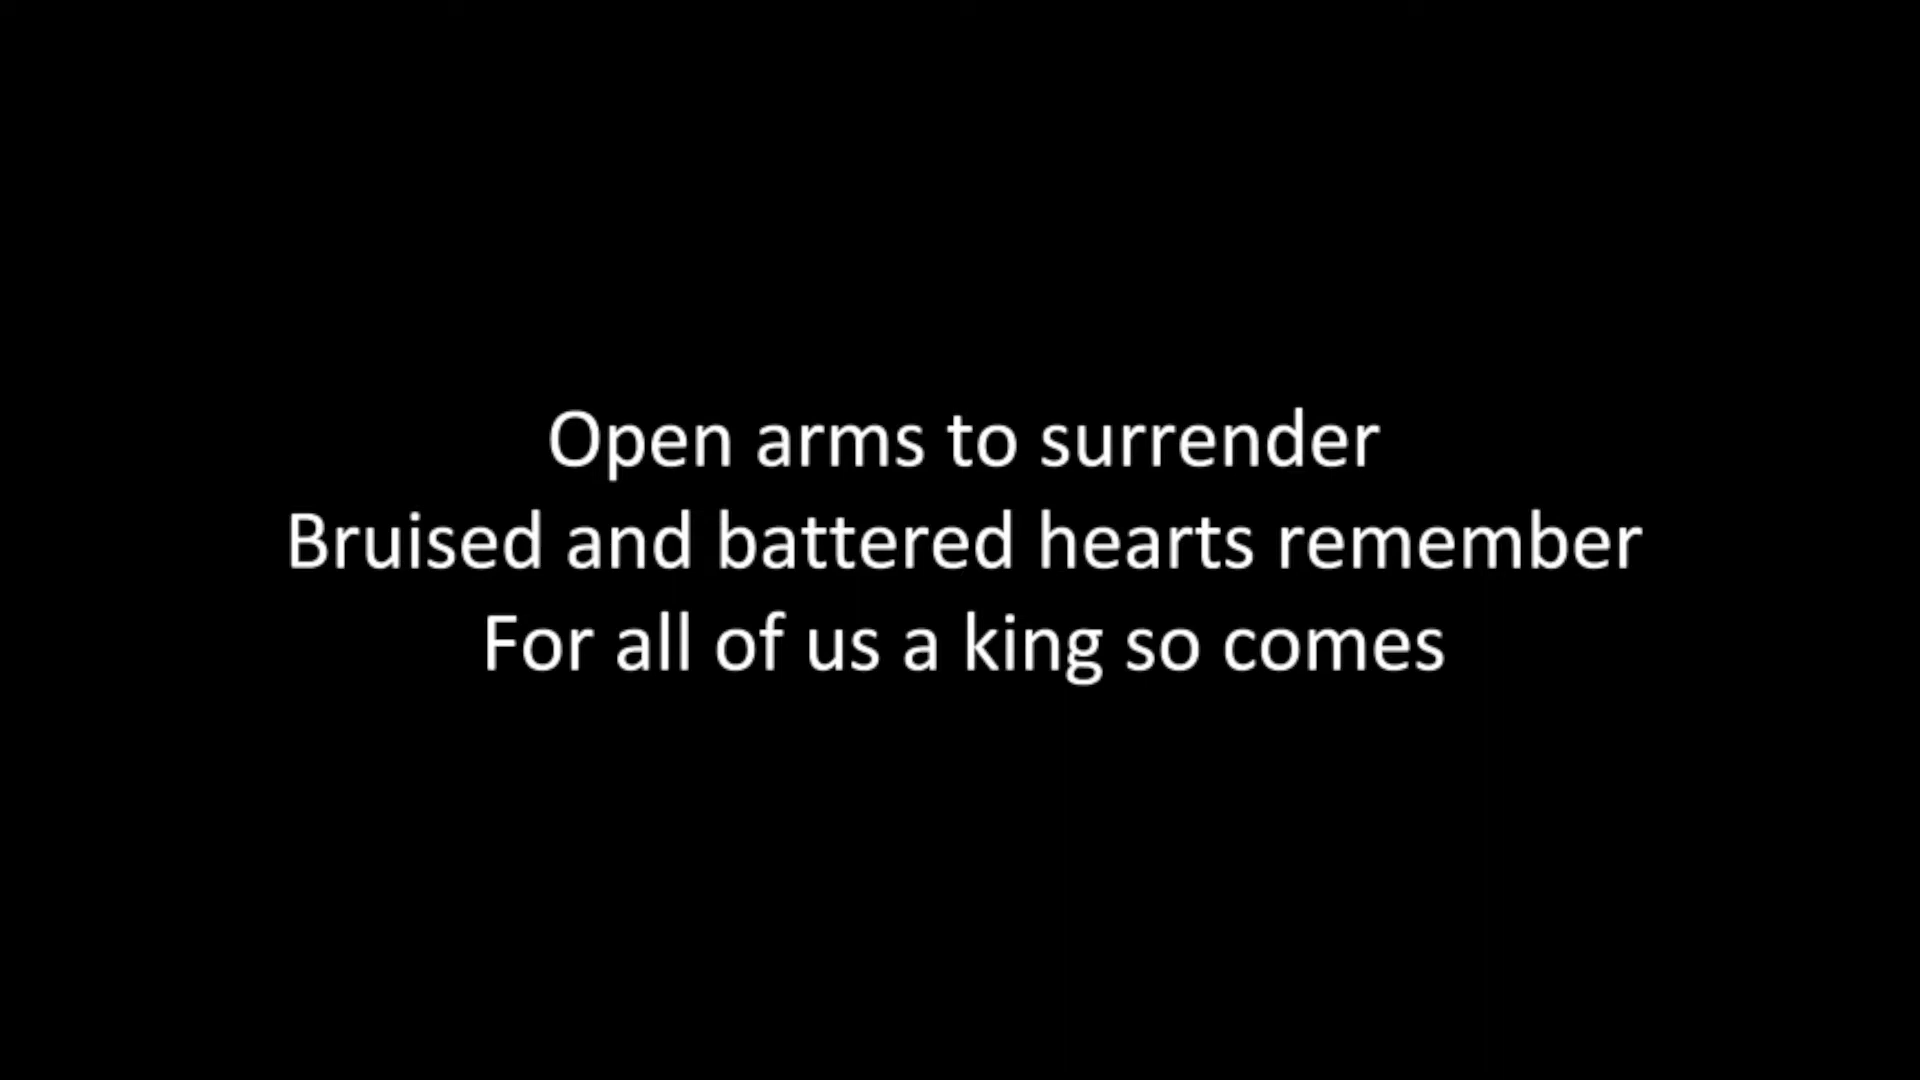 Open arms to surrender
Bruised and battered hearts remember
For all of us a king so comes